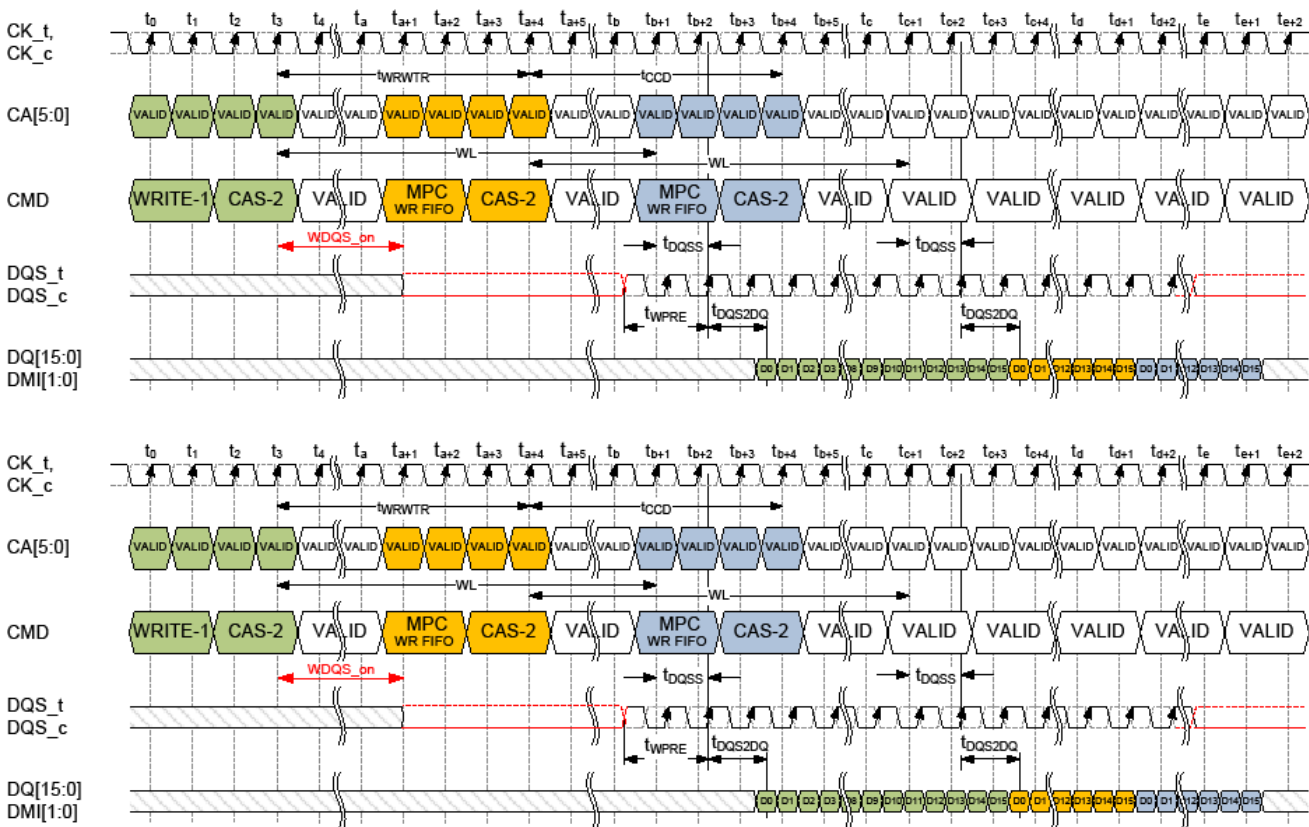 t0 t1 t2 t3 t4 ta ta+1 ta+2 ta+3 ta+4 ta+5 tb tb+1 tb+2 tb+3 tb+4 tb+5 tc tc+1 tc+2 tc+3 tc+4 td td+1 td+2 te te+1 te+2
CK_t,
CK_c
tWRWTR tCCD
CA[5:0] VALID VALID VALID VALID VALID VALID VALID VALID VALID VALID VALID VALID VALID VALID VALID VALID VALID VALID VALID VALID VALID VALID VALID VALID VALID VALID VALID VALID
WL WL
CMD WRITE-1 CAS-2 VALID MPC WR FIFO CAS-2 VALID MPC WR FIFO CAS-2 VALID VALID VALID VALID VALID VALID
WDQS_on tDQSS tDQSS
DQS_t
DQS_c
tWPRE tDQS2DQ tDQS2DQ
DQ[15:0]
DMI[1:0]
D0 D1 D2 D3 D8 D9 D10 D11 D12 D13 D14 D15 D0 D1 D12 D13 D14 D15 D0 D1 D12 D13 D14 D15
t0 t1 t2 t3 t4 ta ta+1 ta+2 ta+3 ta+4 ta+5 tb tb+1 tb+2 tb+3 tb+4 tb+5 tc tc+1 tc+2 tc+3 tc+4 td td+1 td+2 te te+1 te+2
CK_t,
CK_c
tWRWTR tCCD
CA[5:0] VALID VALID VALID VALID VALID VALID VALID VALID VALID VALID VALID VALID VALID VALID VALID VALID VALID VALID VALID VALID VALID VALID VALID VALID VALID VALID VALID VALID
WL WL
CMD WRITE-1 CAS-2 VALID MPC WR FIFO CAS-2 VALID MPC WR FIFO CAS-2 VALID VALID VALID VALID VALID VALID
WDQS_on tDQSS tDQSS
DQS_t
DQS_c
tWPRE tDQS2DQ tDQS2DQ
DQ[15:0]
DMI[1:0]
D0 D1 D2 D3 D8 D9 D10 D11 D12 D13 D14 D15 D0 D1 D12 D13 D14 D15 D0 D1 D12 D13 D14 D15